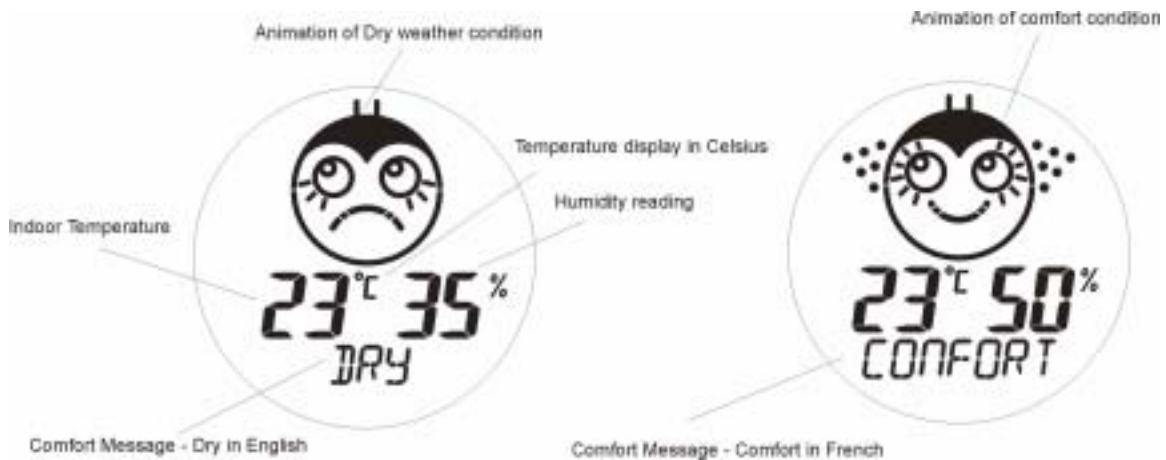 Animation of Dry weather condition
Animation of comfort condition
Temperature display in Celsius
Humidity reading
Indoor Temperature
23°C 35%
DRY
23°C 50%
CONFORT
Comfort Message - Dry in English
Comfort Message - Comfort in French